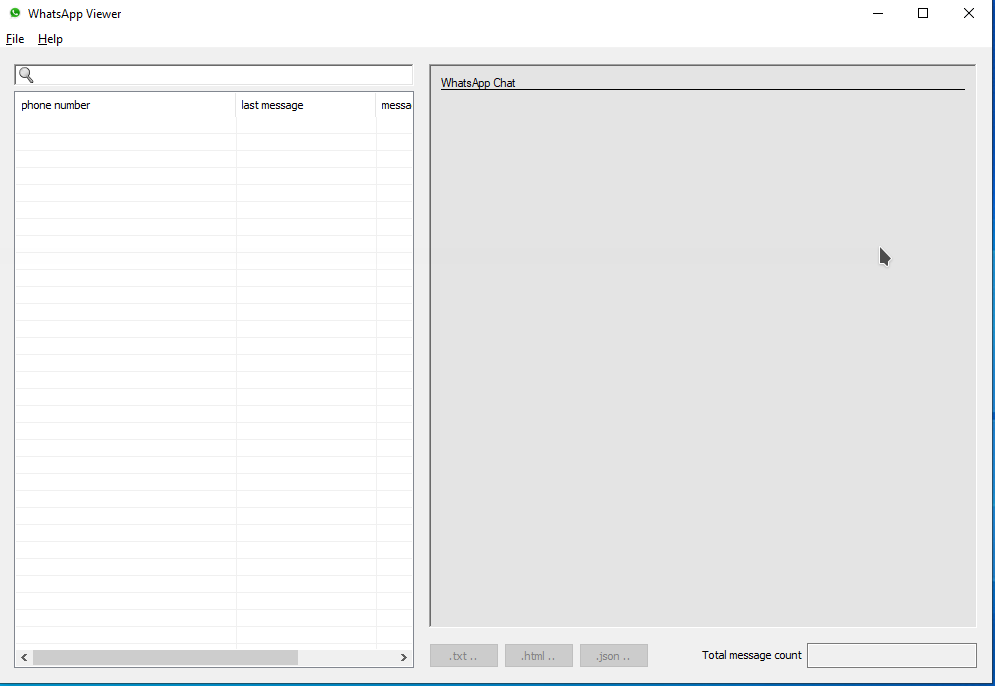 WhatsApp Viewer
File Help
phone number last message messa
WhatsApp Chat
.txt .. .html .. .json .. Total message count